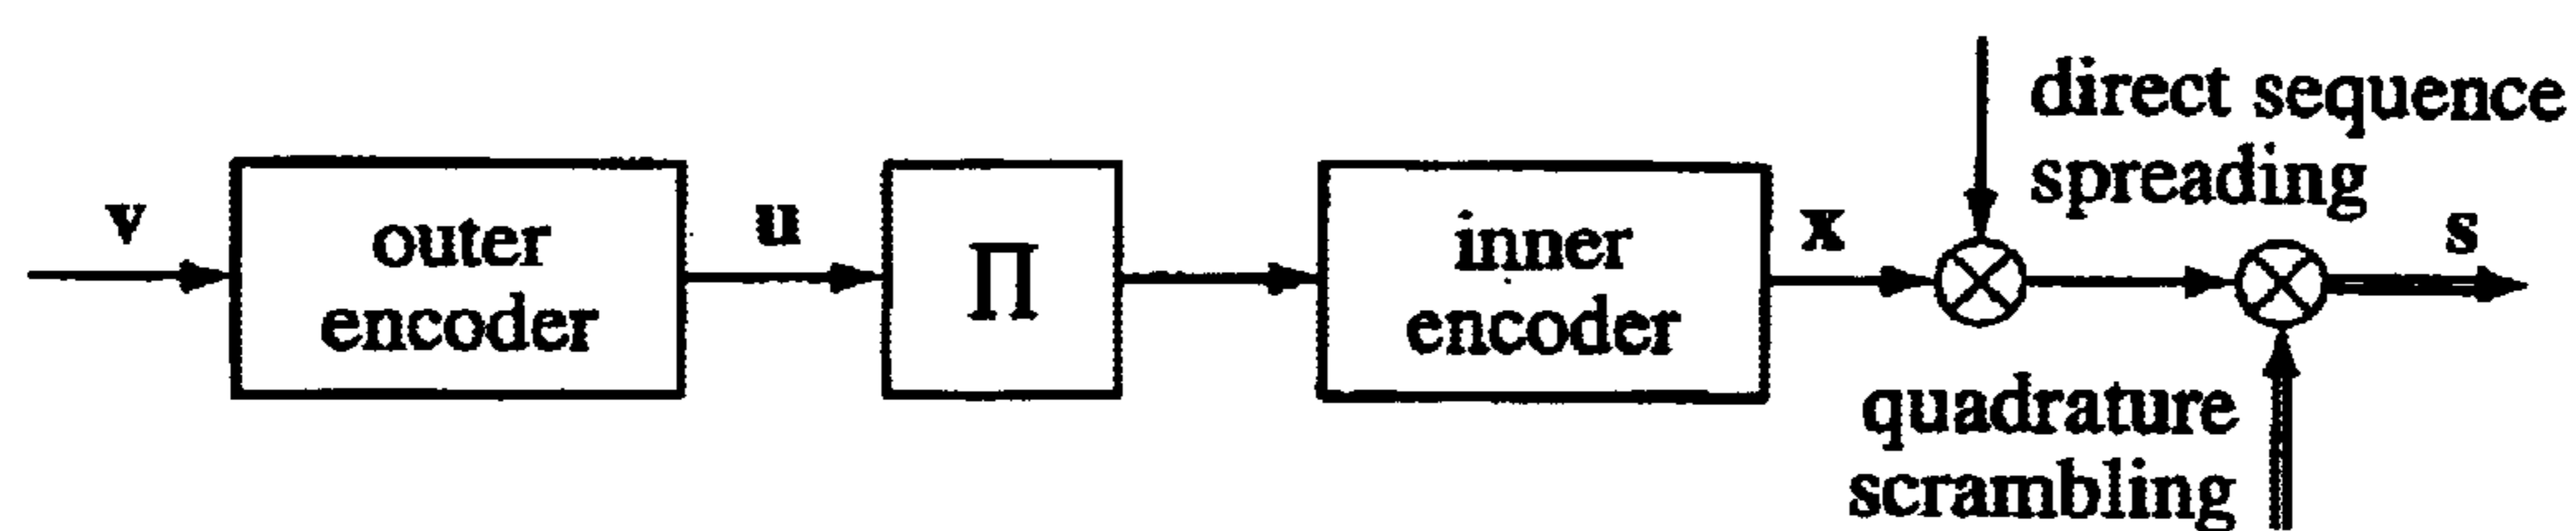 v
outer
encoder
u
Π
inner
encoder
x
direct sequence
spreading
s
quadrature
scrambling